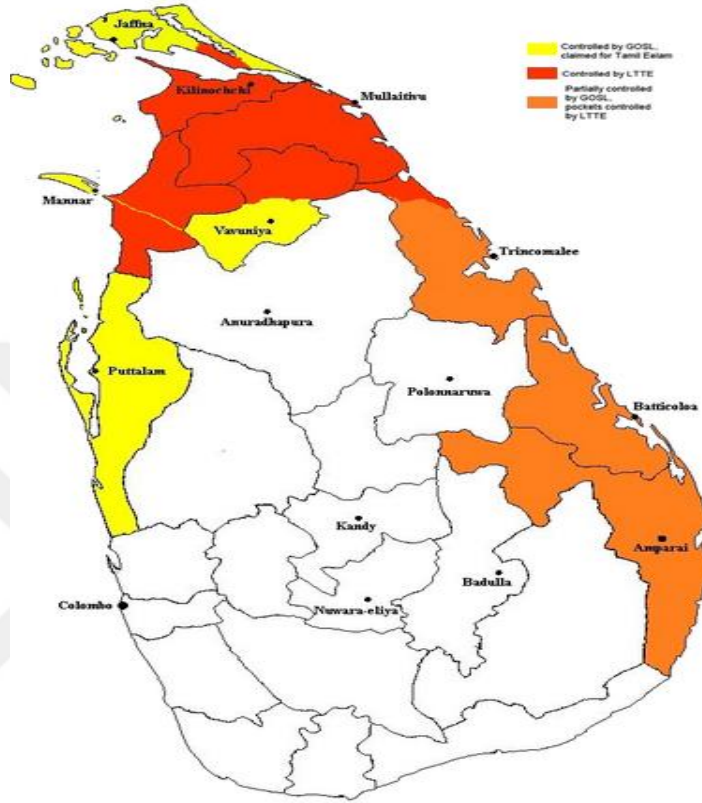 Jaffna
Controlled by GOSL,
claimed for Tamil Eelam
Controlled by LTTE
Partially controlled
by GOSL,
pockets controlled
by LTTE
Kilinochchi
Mullaitivu
Mannar
Vavuniya
Trincomalee
Anuradhapura
Puttalam
Polonnaruwa
Batticoloa
Kandy
Amparai
Badulla
Colombo
Nuwara-eliya